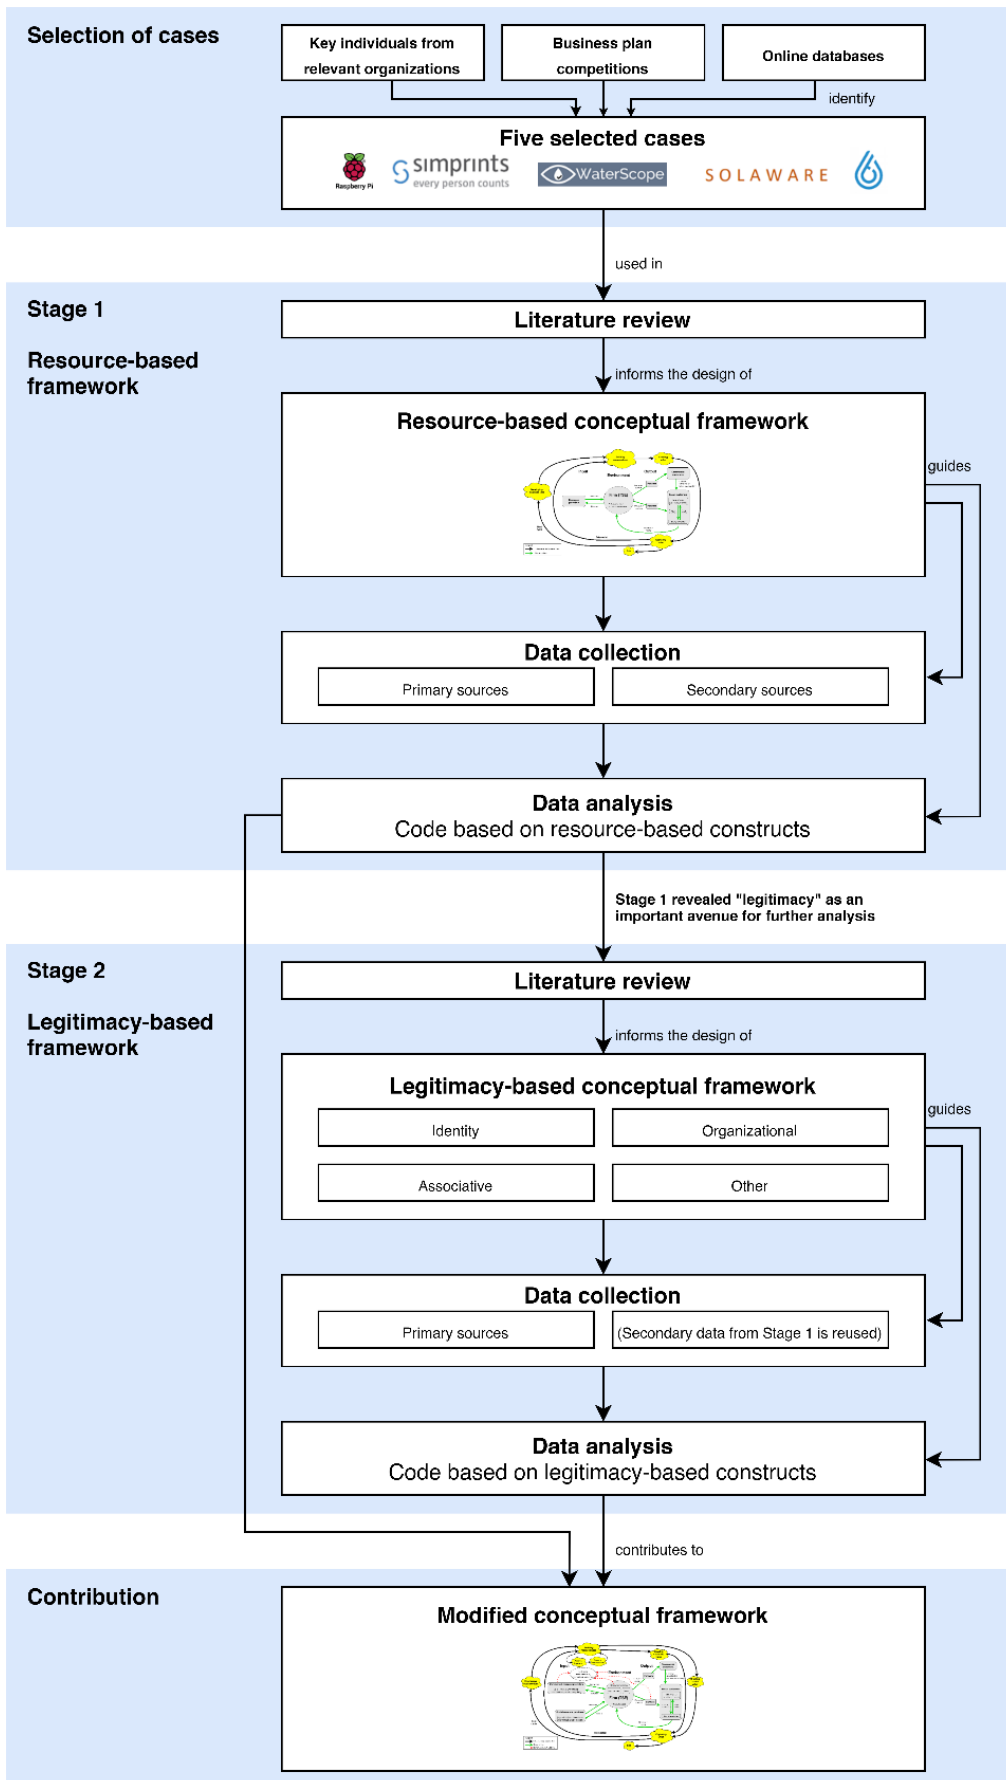 Selection of cases
Key individuals from
relevant organizations
Business plan
competitions
Online databases
identify
Five selected cases
Raspberry Pi
simprints
every person counts
WaterScope
SOLAWARE
used in
Stage 1
Resource-based
framework
Literature review
informs the design of
Resource-based conceptual framework
guides
Data collection
Primary sources
Secondary sources
Data analysis
Code based on resource-based constructs
Stage 1 revealed "legitimacy" as an
important avenue for further analysis
Stage 2
Legitimacy-based
framework
Literature review
informs the design of
Legitimacy-based conceptual framework
guides
Identity
Organizational
Associative
Other
Data collection
Primary sources
(Secondary data from Stage 1 is reused)
Data analysis
Code based on legitimacy-based constructs
contributes to
Contribution
Modified conceptual framework